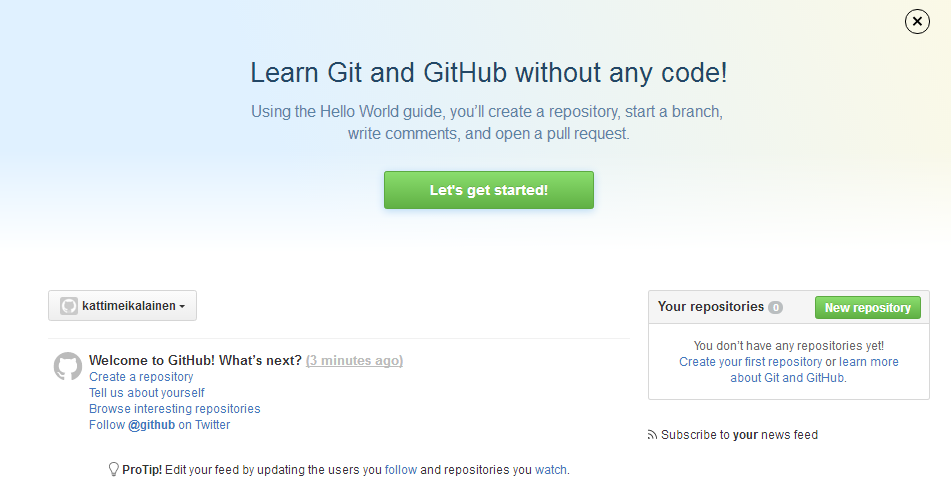 Learn Git and GitHub without any code!
Using the Hello World guide, you’ll create a repository, start a branch,
write comments, and open a pull request.
Let's get started!
kattimeikalainen
Your repositories 0 New repository
You don’t have any repositories yet!
Create your first repository or learn more
about Git and GitHub.
Welcome to GitHub! What’s next? (3 minutes ago)
Create a repository
Tell us about yourself
Browse interesting repositories
Follow @github on Twitter
Subscribe to your news feed
ProTip! Edit your feed by updating the users you follow and repositories you watch.